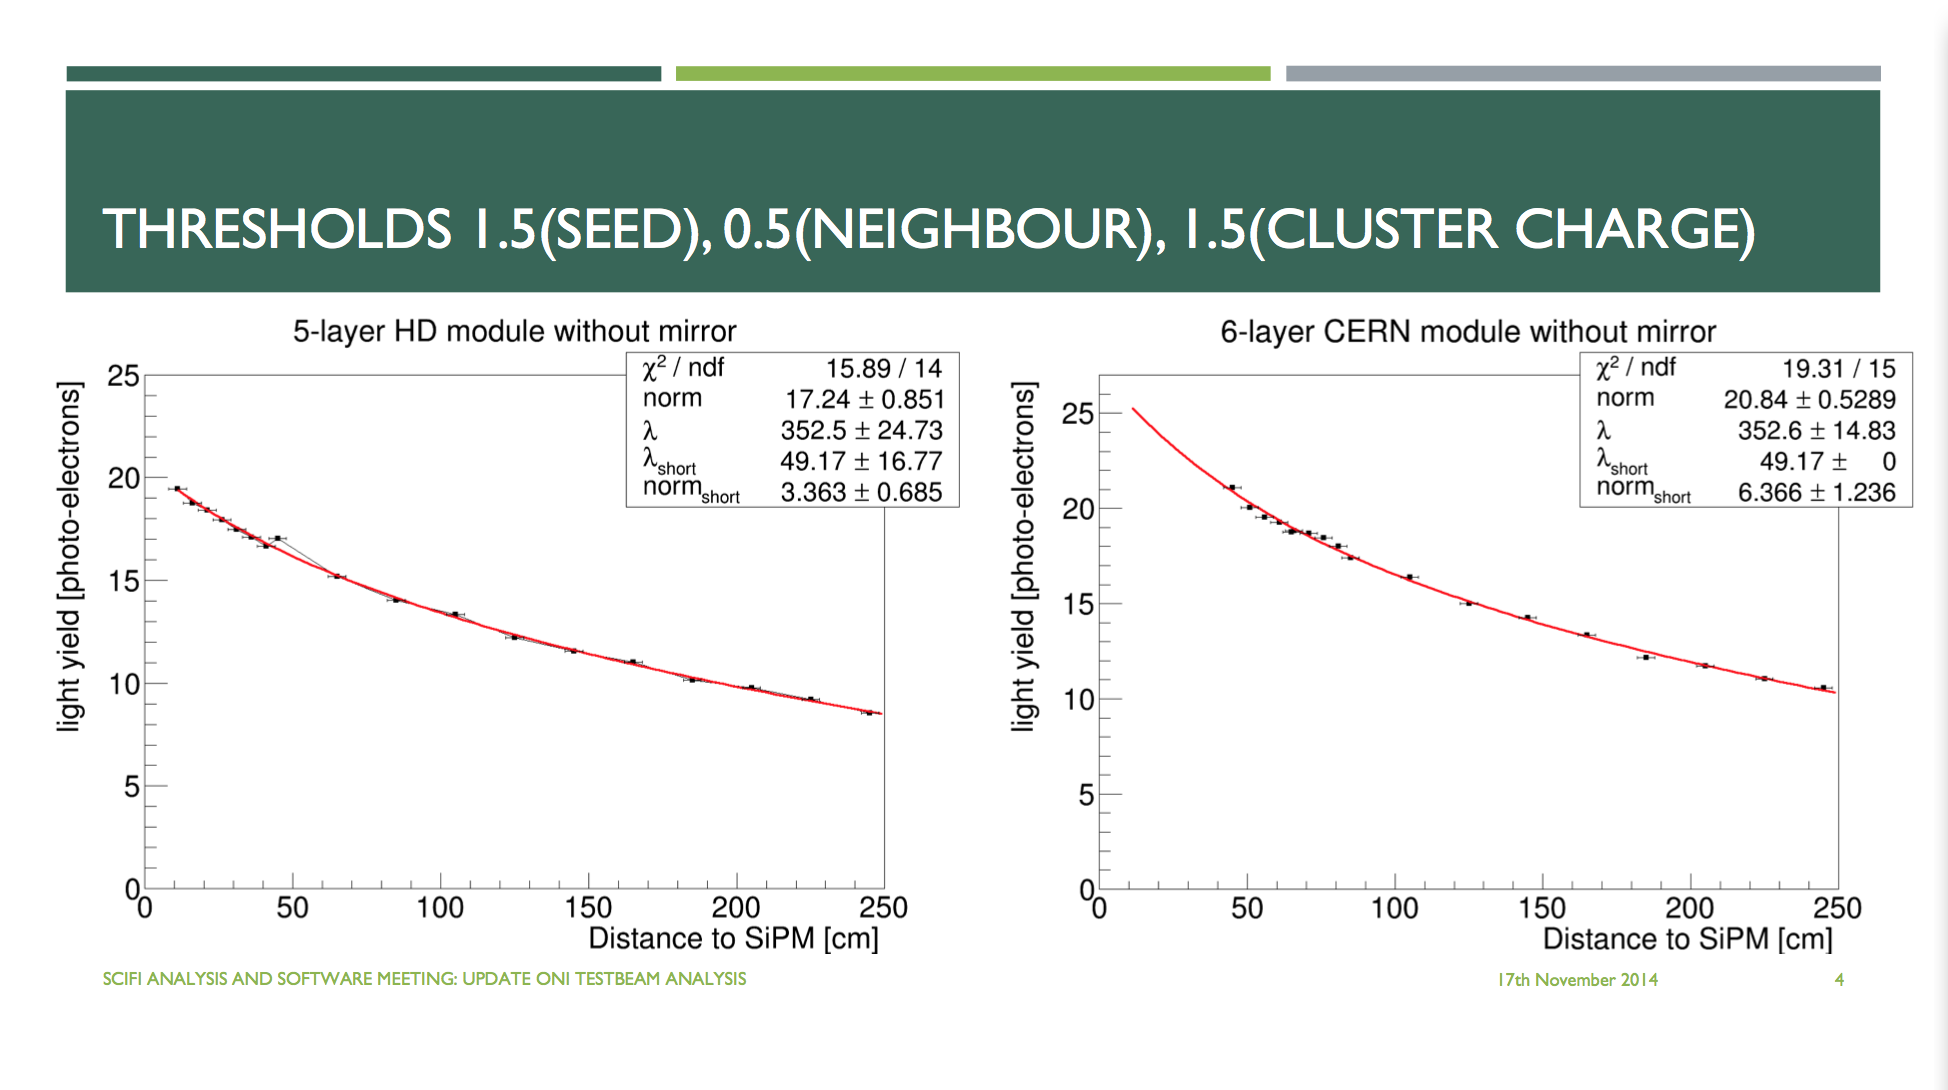 THRESHOLDS 1.5(SEED), 0.5(NEIGHBOUR), 1.5(CLUSTER CHARGE)
5-layer HD module without mirror
χ² / ndf 15.89 / 14
norm 17.24 ± 0.851
λ 352.5 ± 24.73
λshort 49.17 ± 16.77
normshort 3.363 ± 0.685
light yield [photo-electrons]
25
20
15
10
5
0
0 50 100 150 200 250
Distance to SiPM [cm]
6-layer CERN module without mirror
χ² / ndf 19.31 / 15
norm 20.84 ± 0.5289
λ 352.6 ± 14.83
λshort 49.17 ± 0
normshort 6.366 ± 1.236
light yield [photo-electrons]
25
20
15
10
5
0
0 50 100 150 200 250
Distance to SiPM [cm]
SCIFI ANALYSIS AND SOFTWARE MEETING: UPDATE ONI TESTBEAM ANALYSIS
17th November 2014
4